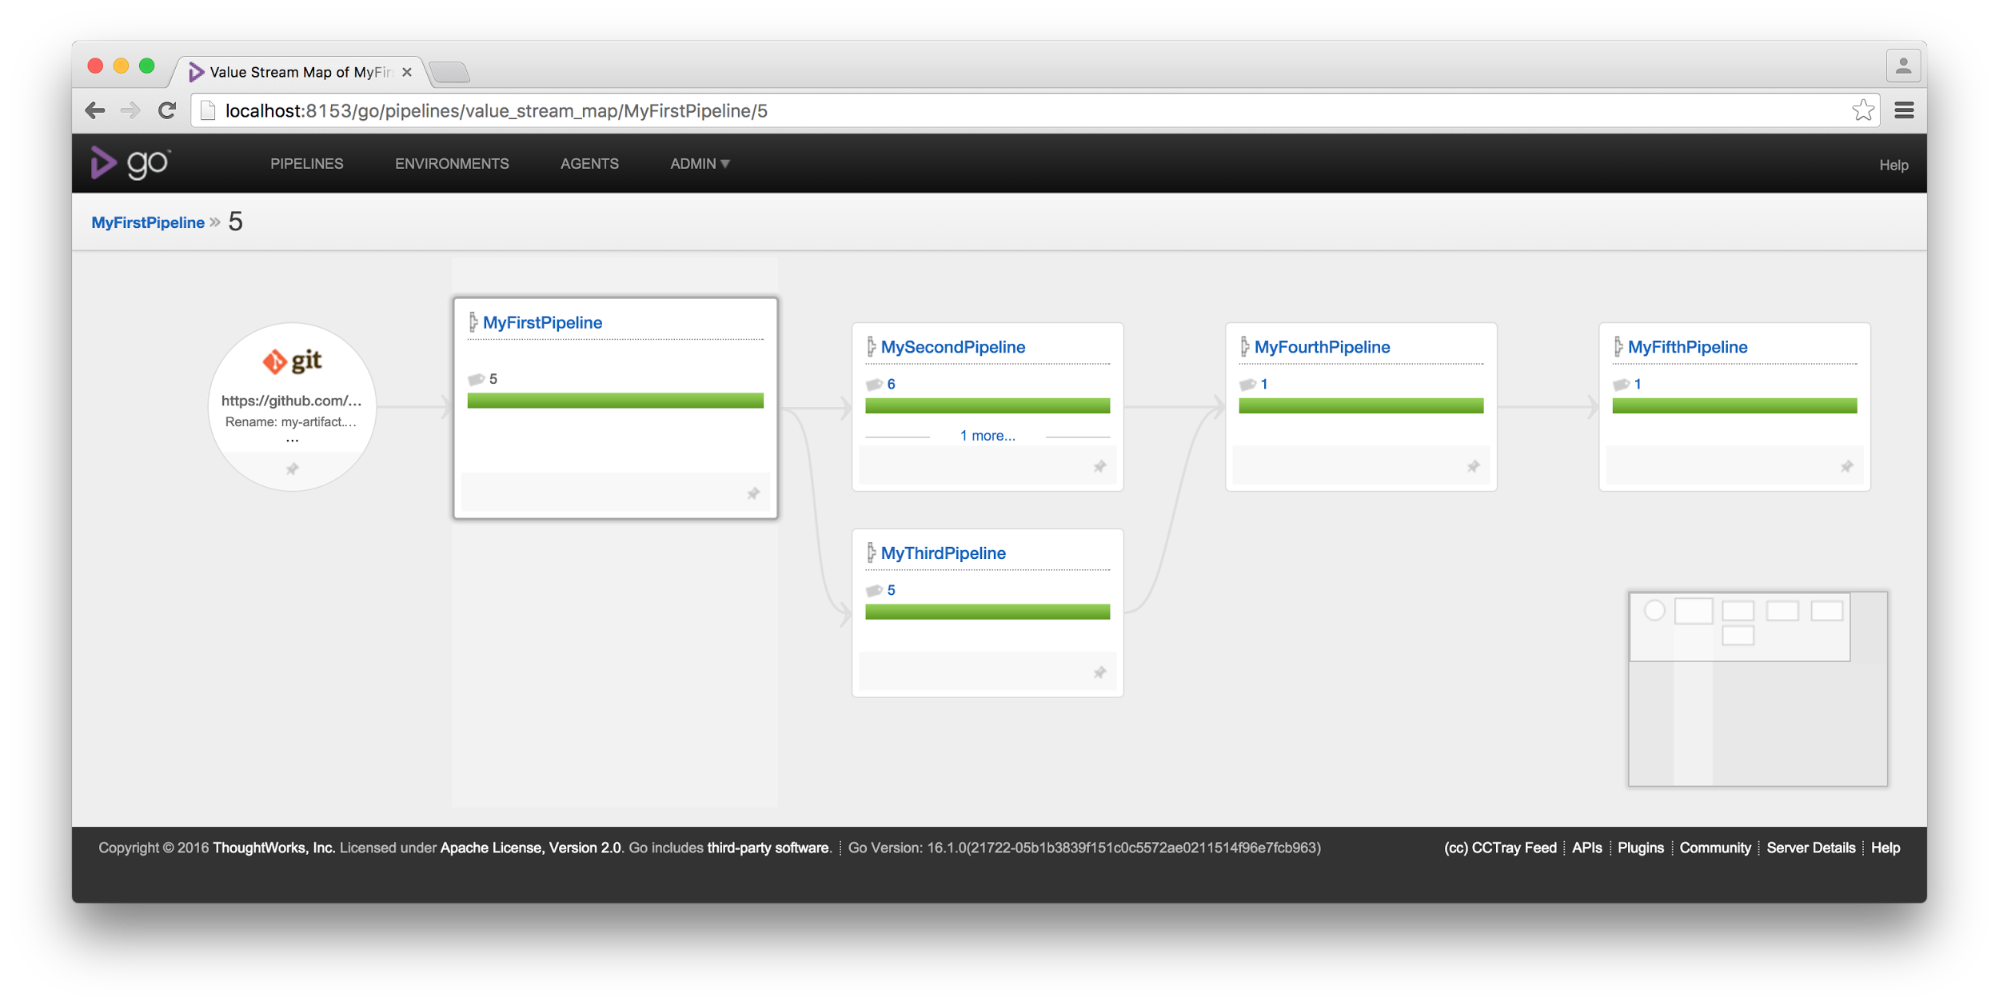 Value Stream Map of MyFir
localhost:8153/go/pipelines/value_stream_map/MyFirstPipeline/5
go PIPELINES ENVIRONMENTS AGENTS ADMIN ▼ Help
MyFirstPipeline » 5
git
https://github.com/...
Rename: my-artifact....
...
MyFirstPipeline
5
MySecondPipeline
6
1 more...
MyThirdPipeline
5
MyFourthPipeline
1
MyFifthPipeline
1
Copyright © 2016 ThoughtWorks, Inc. Licensed under Apache License, Version 2.0. Go includes third-party software. Go Version: 16.1.0(21722-05b1b3839f151c0c5572ae0211514f96e7fcb963) (cc) CCTray Feed APIs Plugins Community Server Details Help